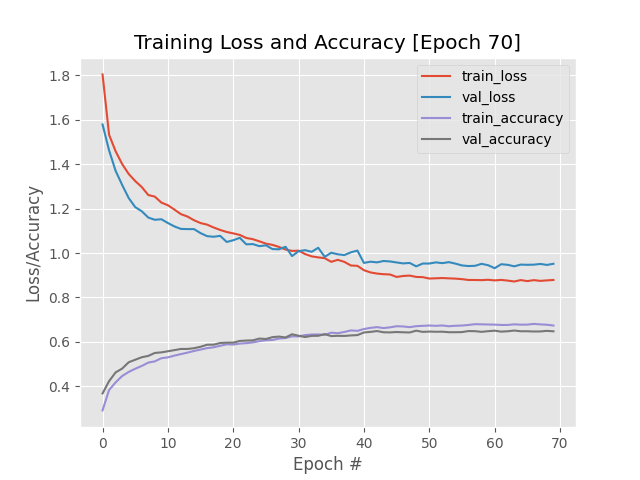 Training Loss and Accuracy [Epoch 70]
train_loss
val_loss
train_accuracy
val_accuracy
Loss/Accuracy
1.8
1.6
1.4
1.2
1.0
0.8
0.6
0.4
0 10 20 30 40 50 60 70
Epoch #